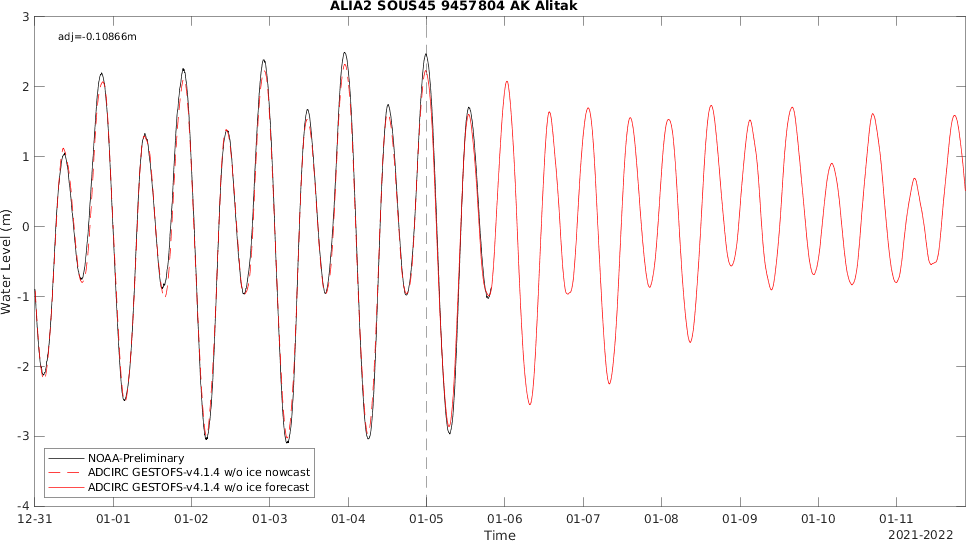 ALIA2 SOUS45 9457804 AK Alitak
adj=-0.10866m
3
2
1
0
-1
-2
-3
-4
Water Level (m)
NOAA-Preliminary
ADCIRC GESTOFS-v4.1.4 w/o ice nowcast
ADCIRC GESTOFS-v4.1.4 w/o ice forecast
12-31 01-01 01-02 01-03 01-04 01-05 01-06 01-07 01-08 01-09 01-10 01-11
Time
2021-2022